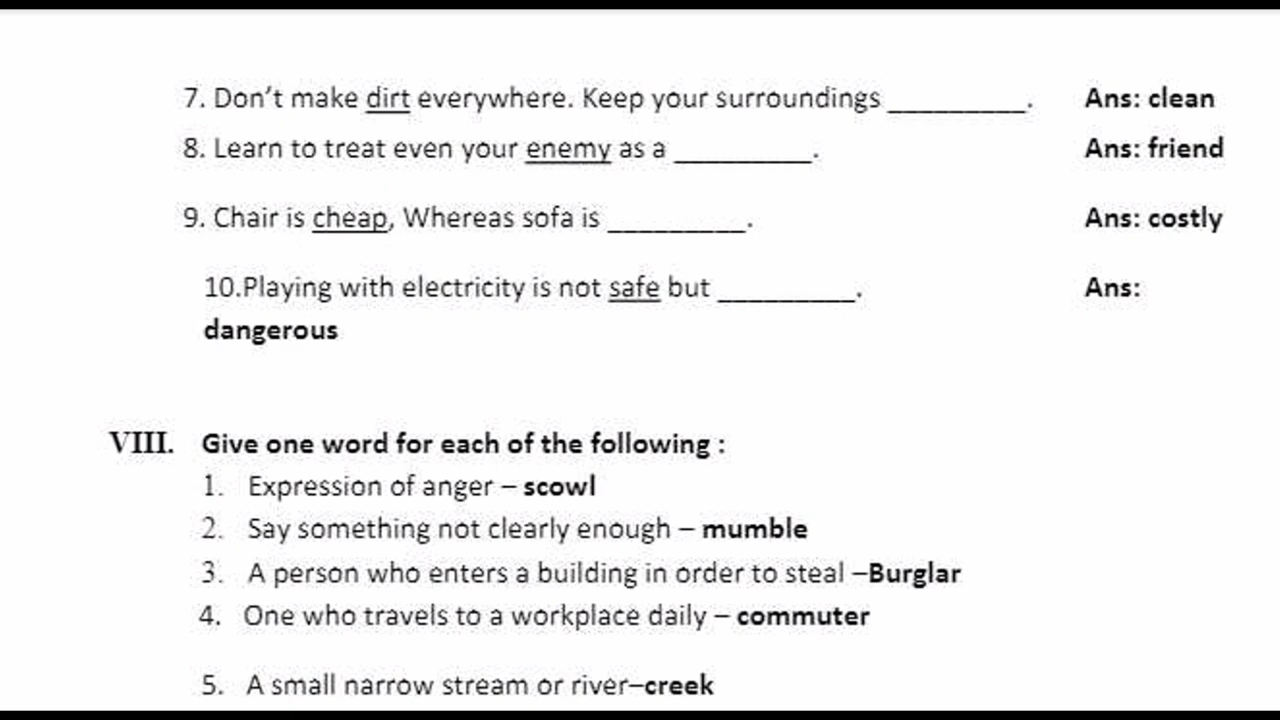 7. Don't make dirt everywhere. Keep your surroundings _________. Ans: clean
8. Learn to treat even your enemy as a _________. Ans: friend
9. Chair is cheap, Whereas sofa is _________. Ans: costly
10.Playing with electricity is not safe but _________. Ans:
dangerous
VIII. Give one word for each of the following :
1. Expression of anger – scowl
2. Say something not clearly enough – mumble
3. A person who enters a building in order to steal –Burglar
4. One who travels to a workplace daily – commuter
5. A small narrow stream or river–creek